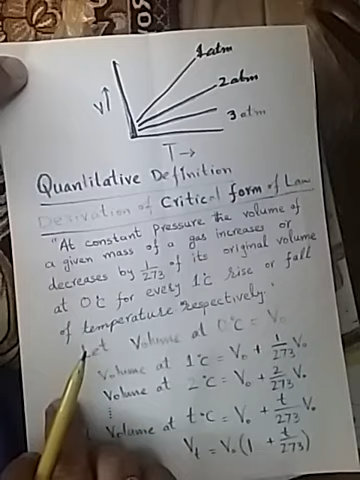 1 atm
2 atm
3 atm
V↑
T→
Quantitative Definition
Derivation of Critical form of Law
"At constant Pressure the volume of
a given mass of a gas increases or
decreases by 1/273 of its original volume
at 0°C for every 1°C rise or fall
of temperature respectively."
Let Volume at 0°C = V₀
Volume at 1°C = V₀ + 1/273 V₀
Volume at 2°C = V₀ + 2/273 V₀
⋮
Volume at t°C = V₀ + t/273 V₀
Vt = V₀(1 + t/273)